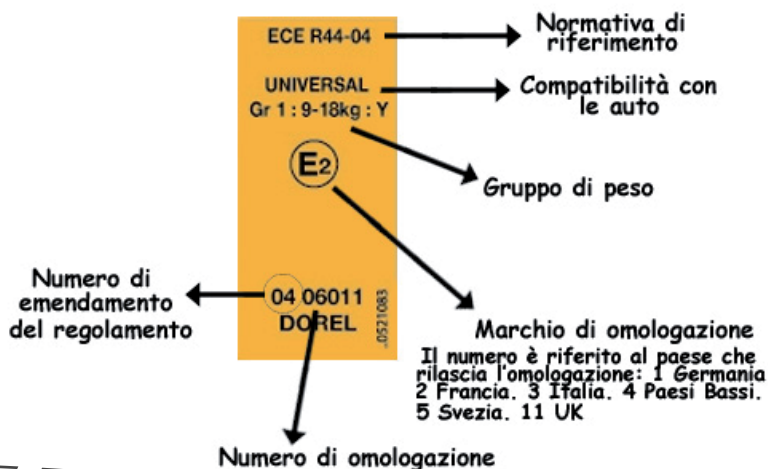 ECE R44-04
Normativa di
riferimento
UNIVERSAL
Gr 1 : 9-18kg : Y
Compatibilità con
le auto
Gruppo di peso
E2
Numero di
emendamento
del regolamento
04 06011
DOREL
.0521083
Marchio di omologazione
Il numero è riferito al paese che
rilascia l'omologazione: 1 Germania
2 Francia. 3 Italia. 4 Paesi Bassi.
5 Svezia. 11 UK
Numero di omologazione